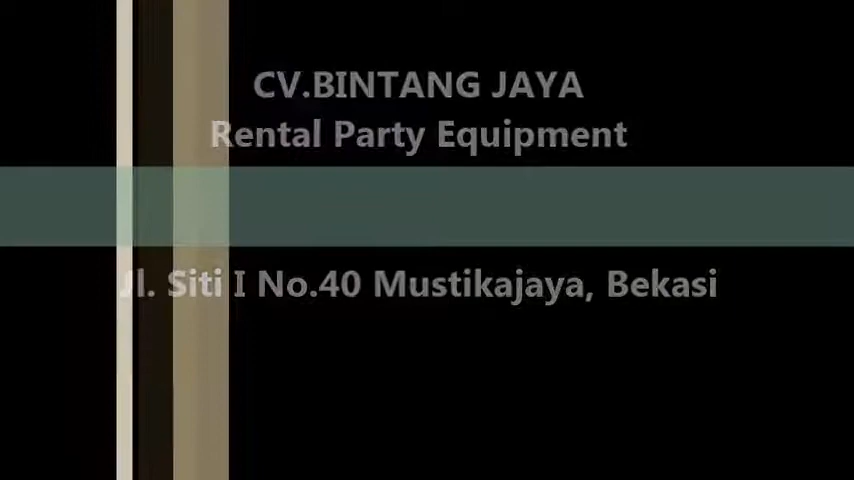 CV.BINTANG JAYA
Rental Party Equipment
Jl. Siti I No.40 Mustikajaya, Bekasi